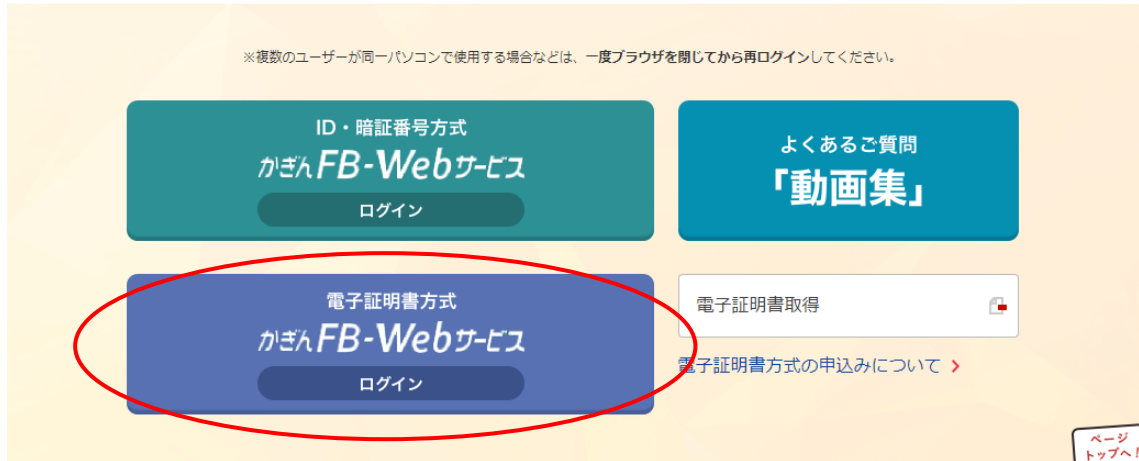 ※複数のユーザーが同一パソコンで使用する場合などは、一度ブラウザを閉じてから再ログインしてください。
ID・暗証番号方式
かぎんFB-Webサービス
ログイン
よくあるご質問
「動画集」
電子証明書方式
かぎんFB-Webサービス
ログイン
電子証明書取得
電子証明書方式の申込みについて
ページ
トップへ！